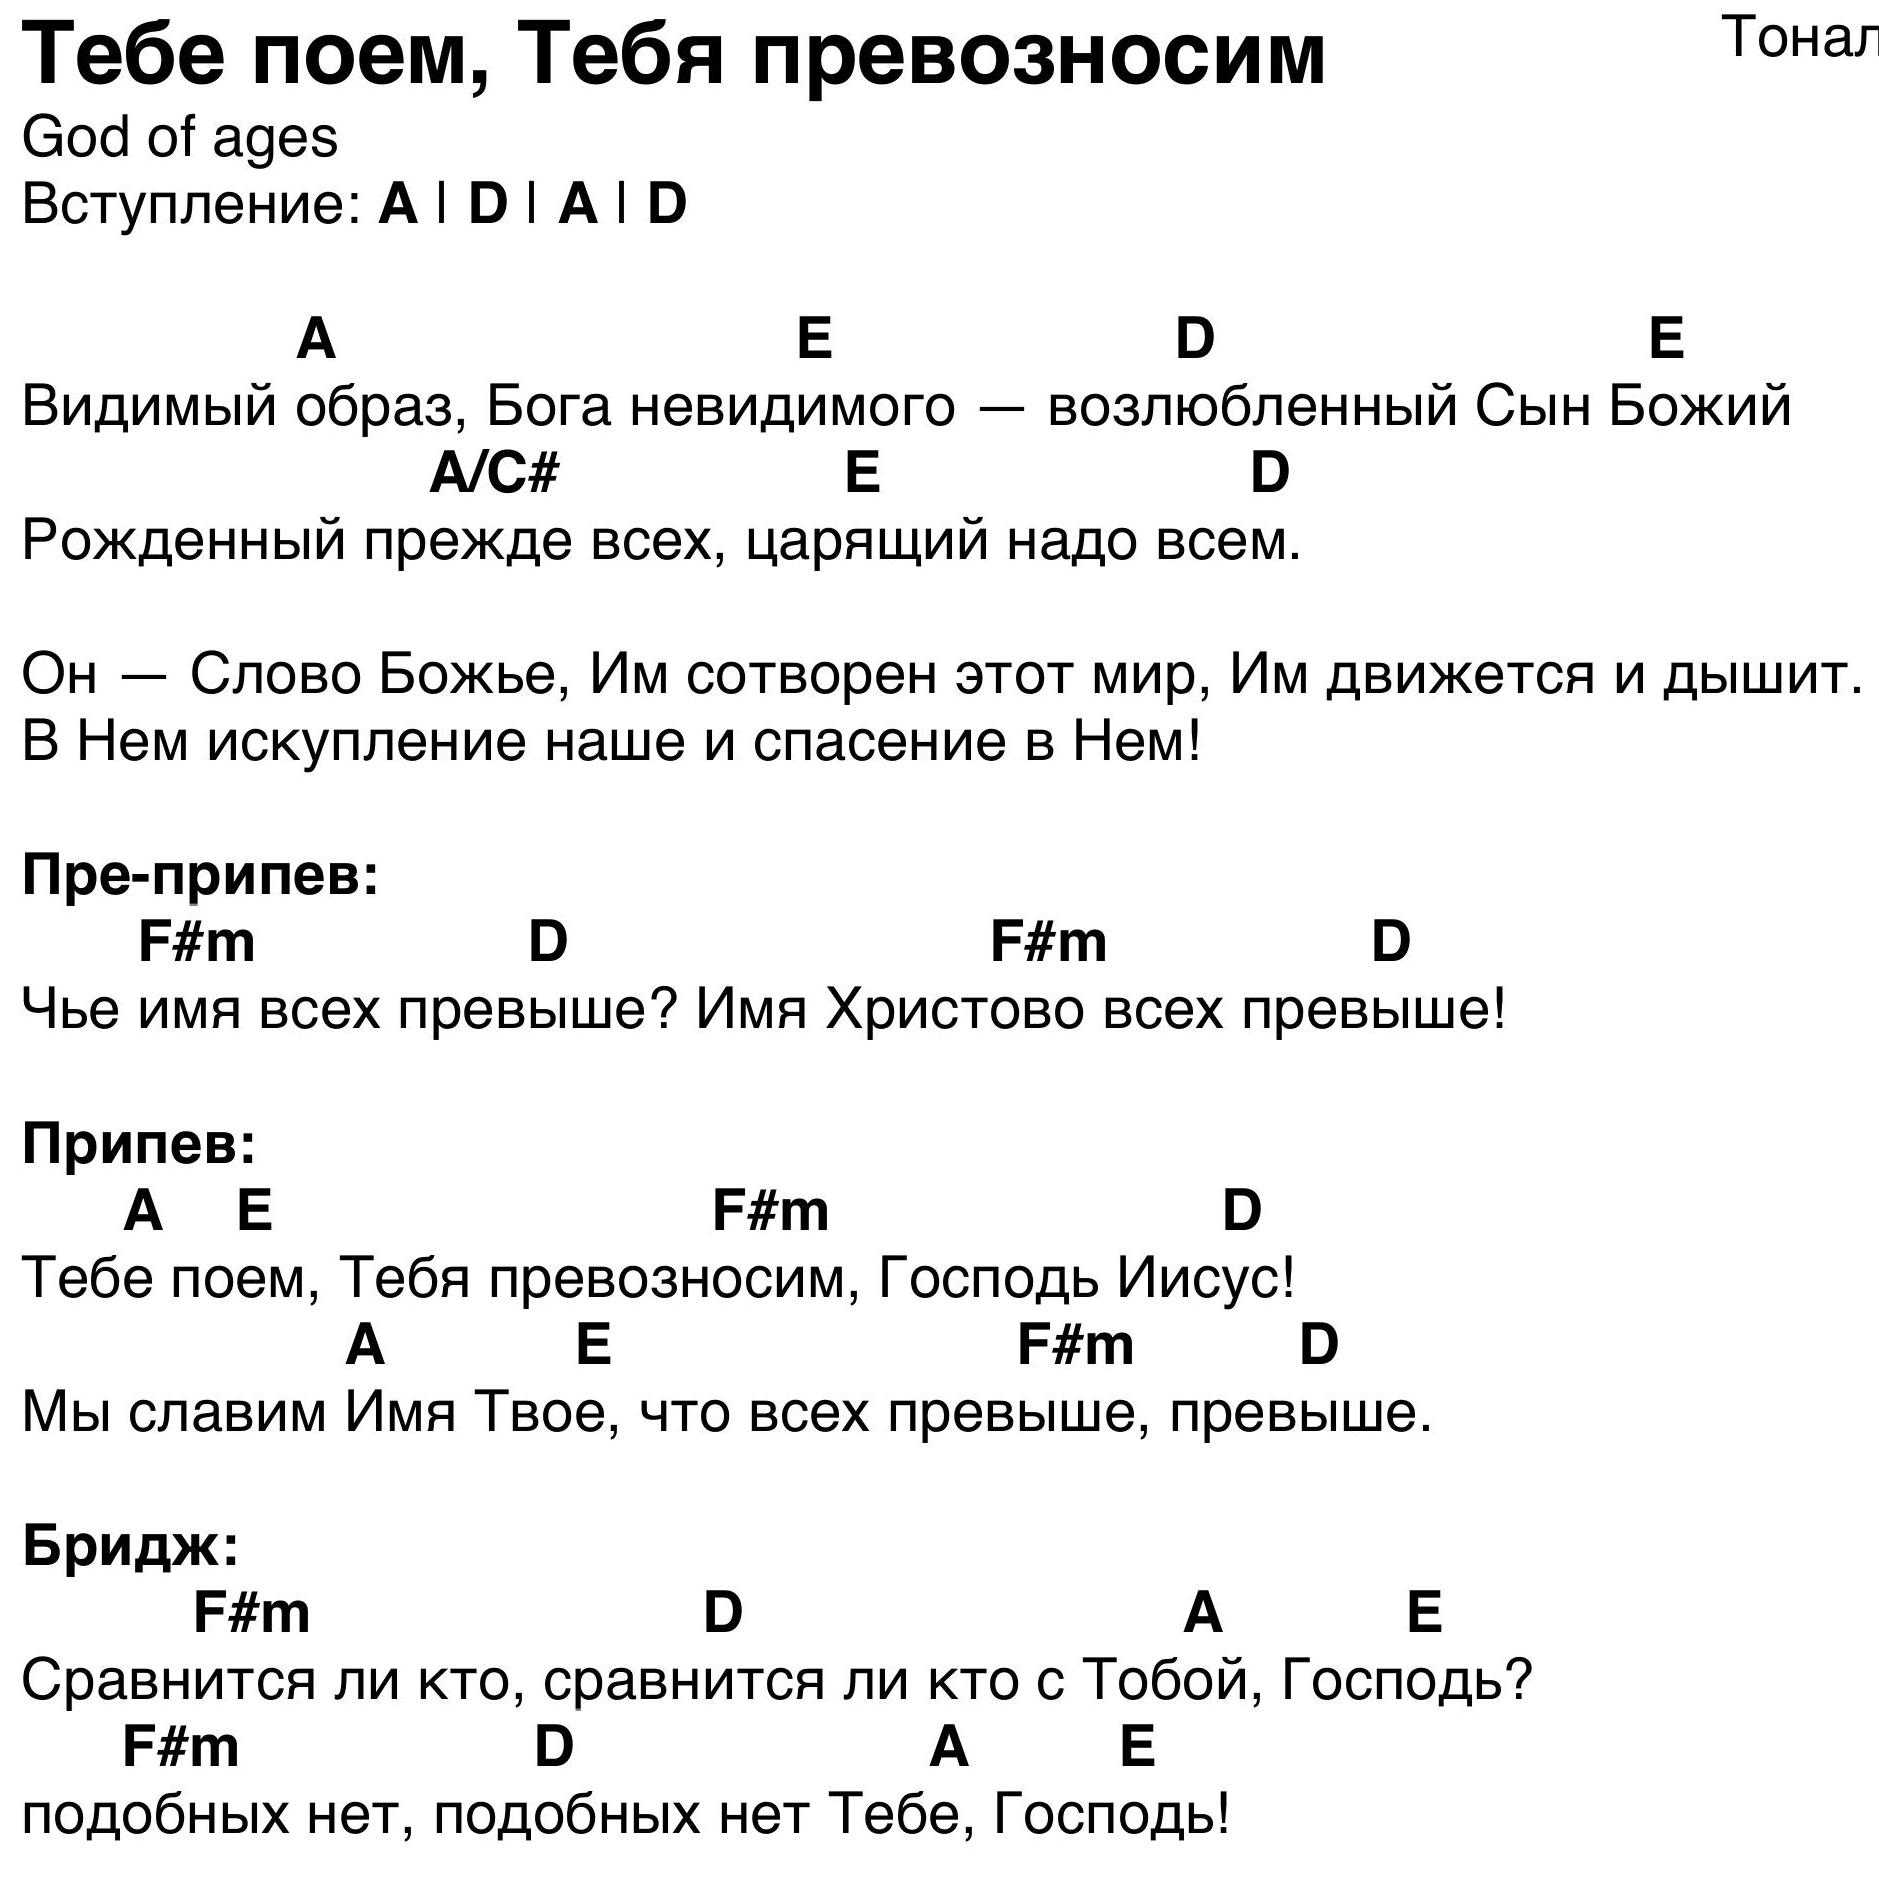 Тебе поем, Тебя превозносим
God of ages
Вступление: A | D | A | D
A E D E
Видимый образ, Бога невидимого — возлюбленный Сын Божий
A/C# E D
Рожденный прежде всех, царящий надо всем.
Он — Слово Божье, Им сотворен этот мир, Им движется и дышит.
В Нем искупление наше и спасение в Нем!
Пре-припев:
F#m D F#m D
Чье имя всех превыше? Имя Христово всех превыше!
Припев:
A E F#m D
Тебе поем, Тебя превозносим, Господь Иисус!
A E F#m D
Мы славим Имя Твое, что всех превыше, превыше.
Бридж:
F#m D A E
Сравнится ли кто, сравнится ли кто с Тобой, Господь?
F#m D A E
подобных нет, подобных нет Тебе, Господь!